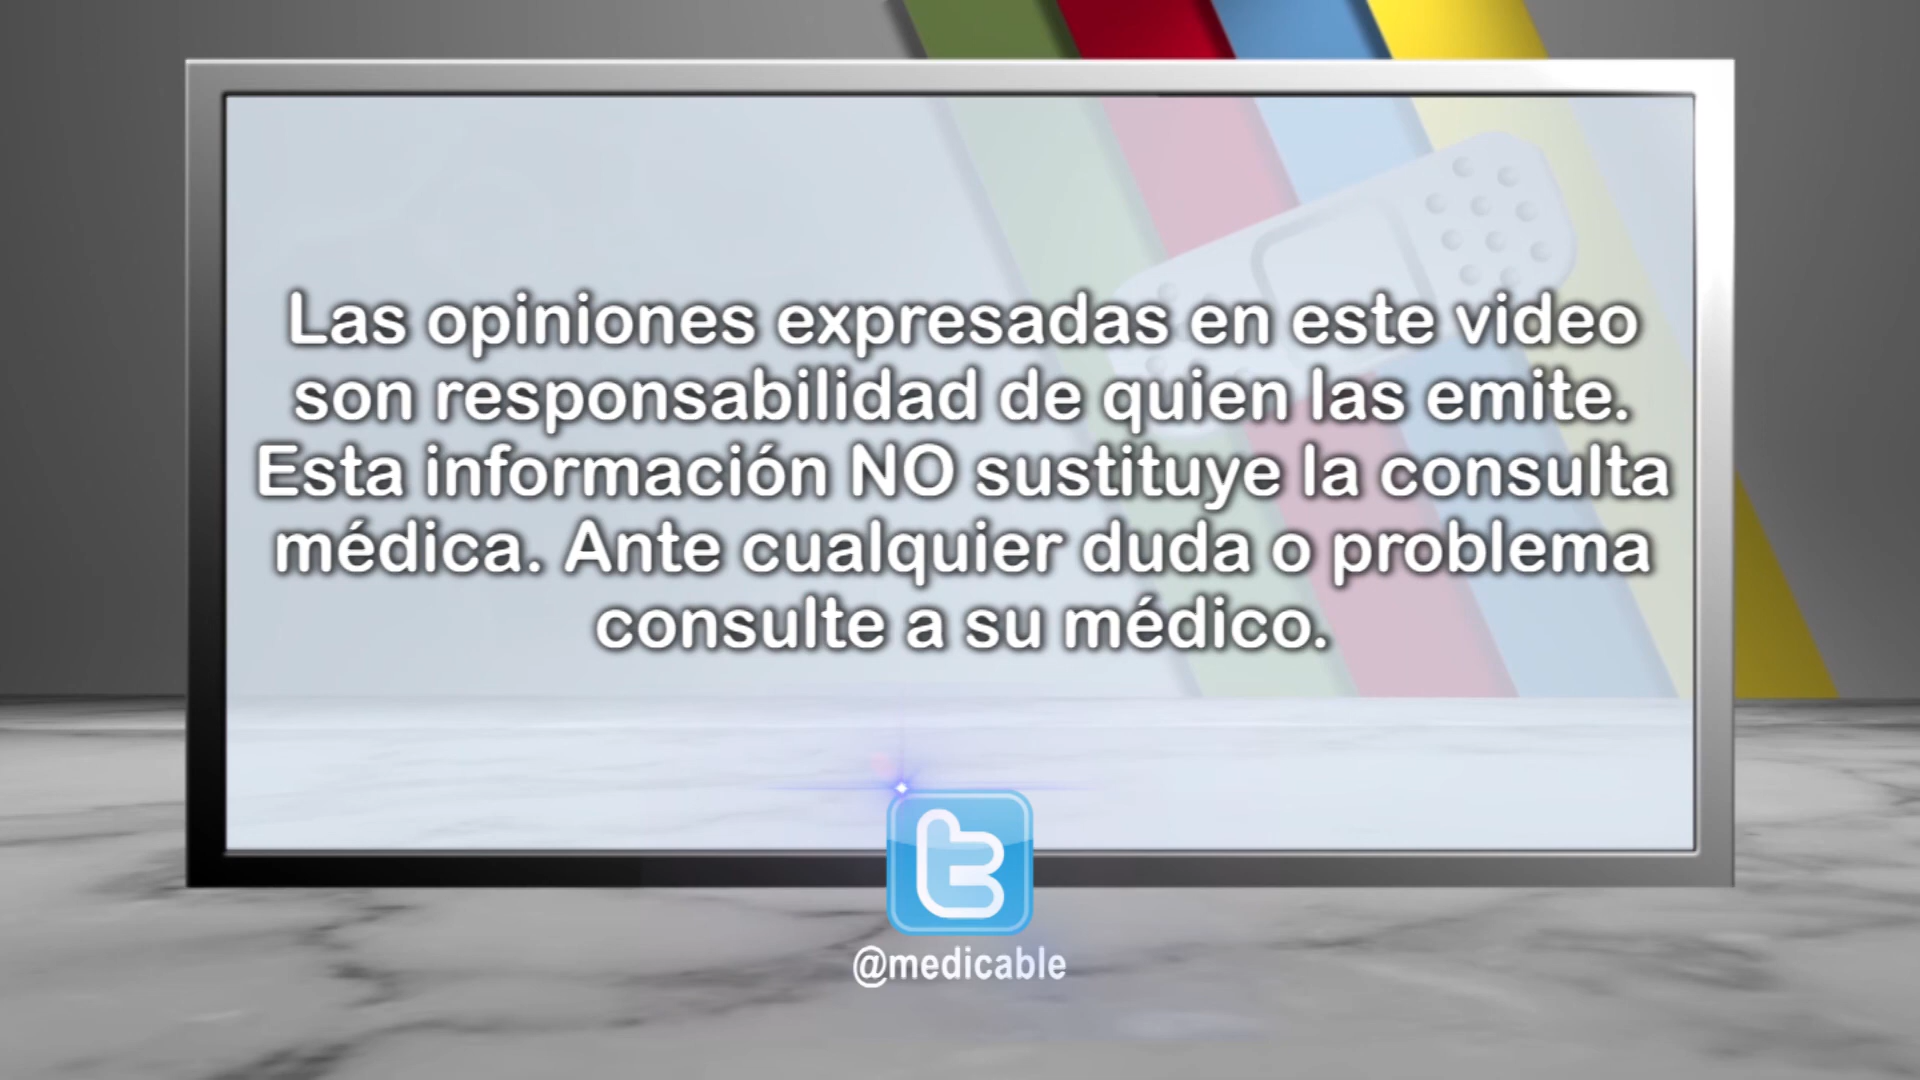 Las opiniones expresadas en este video
son responsabilidad de quien las emite.
Esta información NO sustituye la consulta
médica. Ante cualquier duda o problema
consulte a su médico.
@medicable